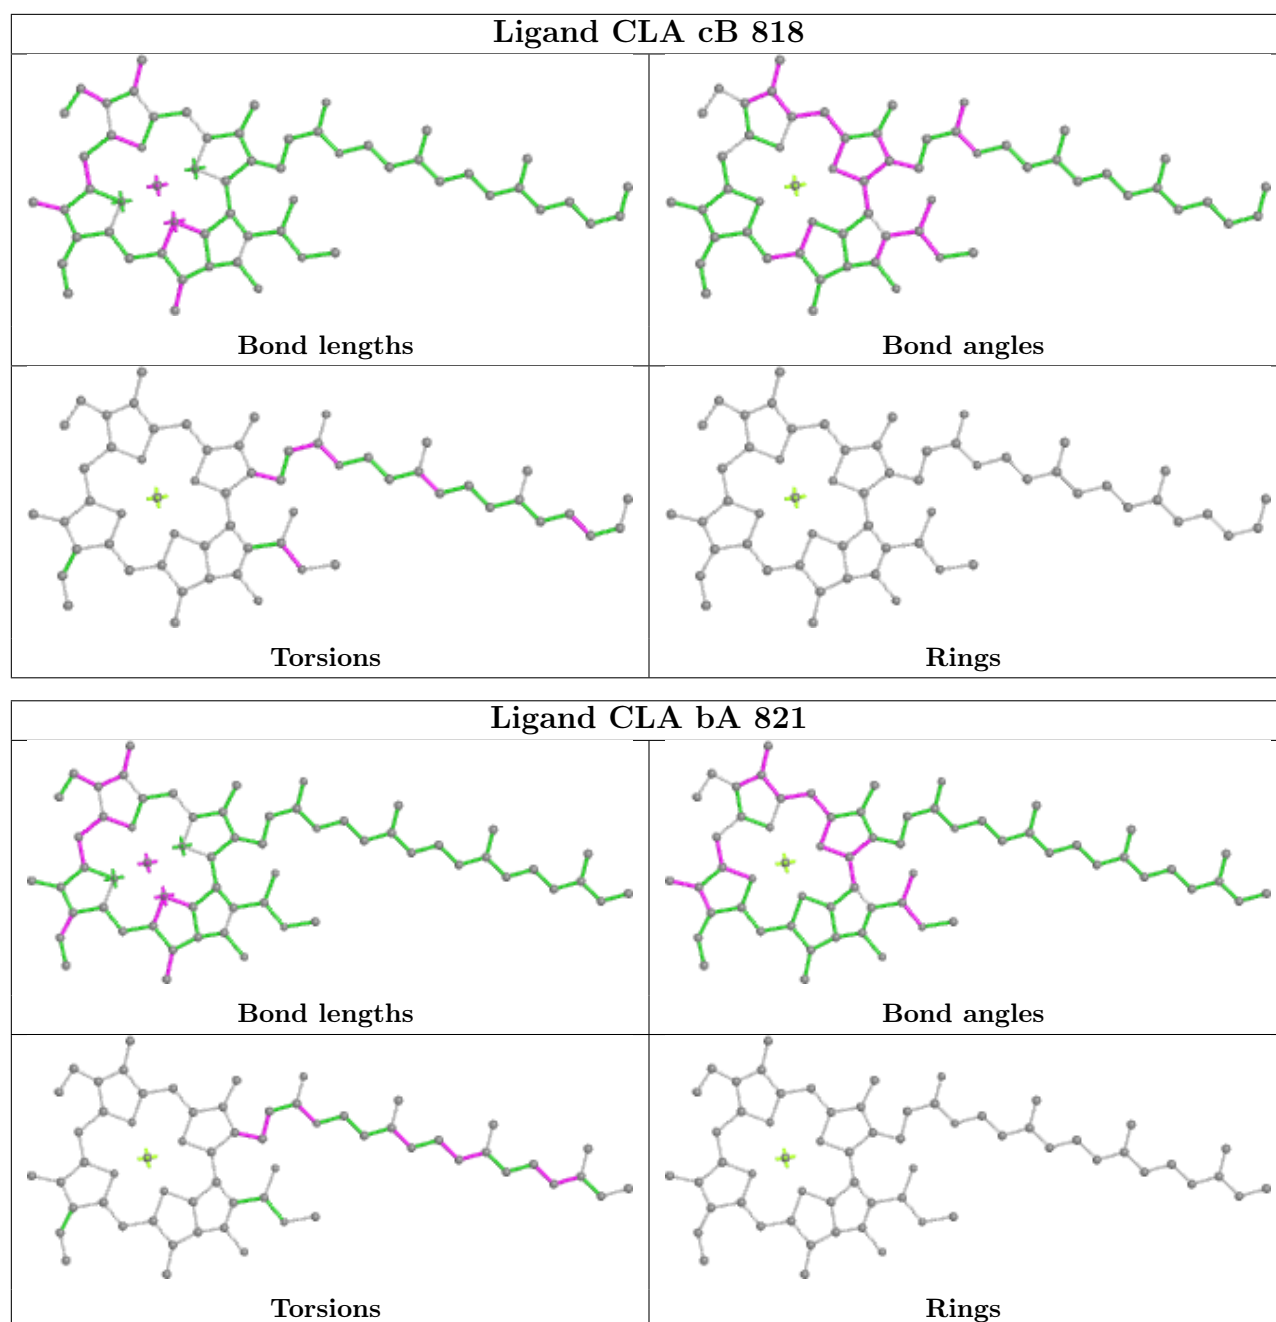 Ligand CLA cB 818
Bond lengths
Bond angles
Torsions
Rings
Ligand CLA bA 821
Bond lengths
Bond angles
Torsions
Rings